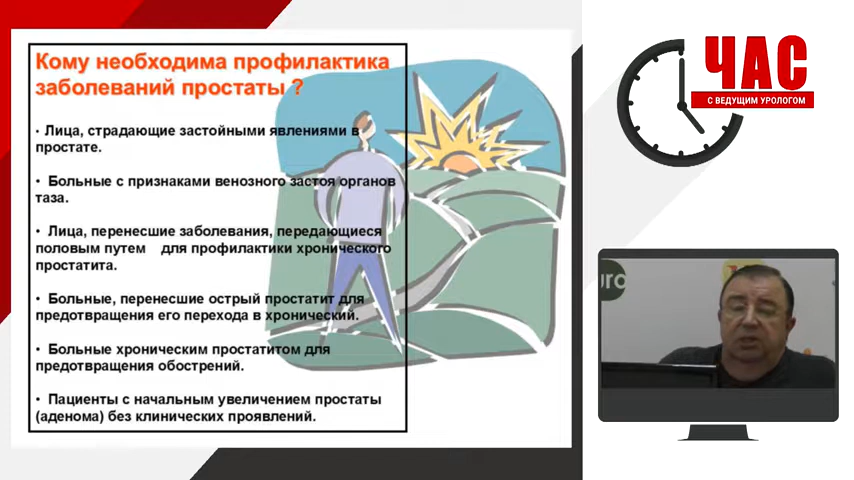 Кому необходима профилактика
заболеваний простаты ?
• Лица, страдающие застойными явлениями в
простате.
• Больные с признаками венозного застоя органов
таза.
• Лица, перенесшие заболевания, передающиеся
половым путем для профилактики хронического
простатита.
• Больные, перенесшие острый простатит для
предотвращения его перехода в хронический.
• Больные хроническим простатитом для
предотвращения обострений.
• Пациенты с начальным увеличением простаты
(аденома) без клинических проявлений.
ЧАС
С ВЕДУЩИМ УРОЛОГОМ
uro